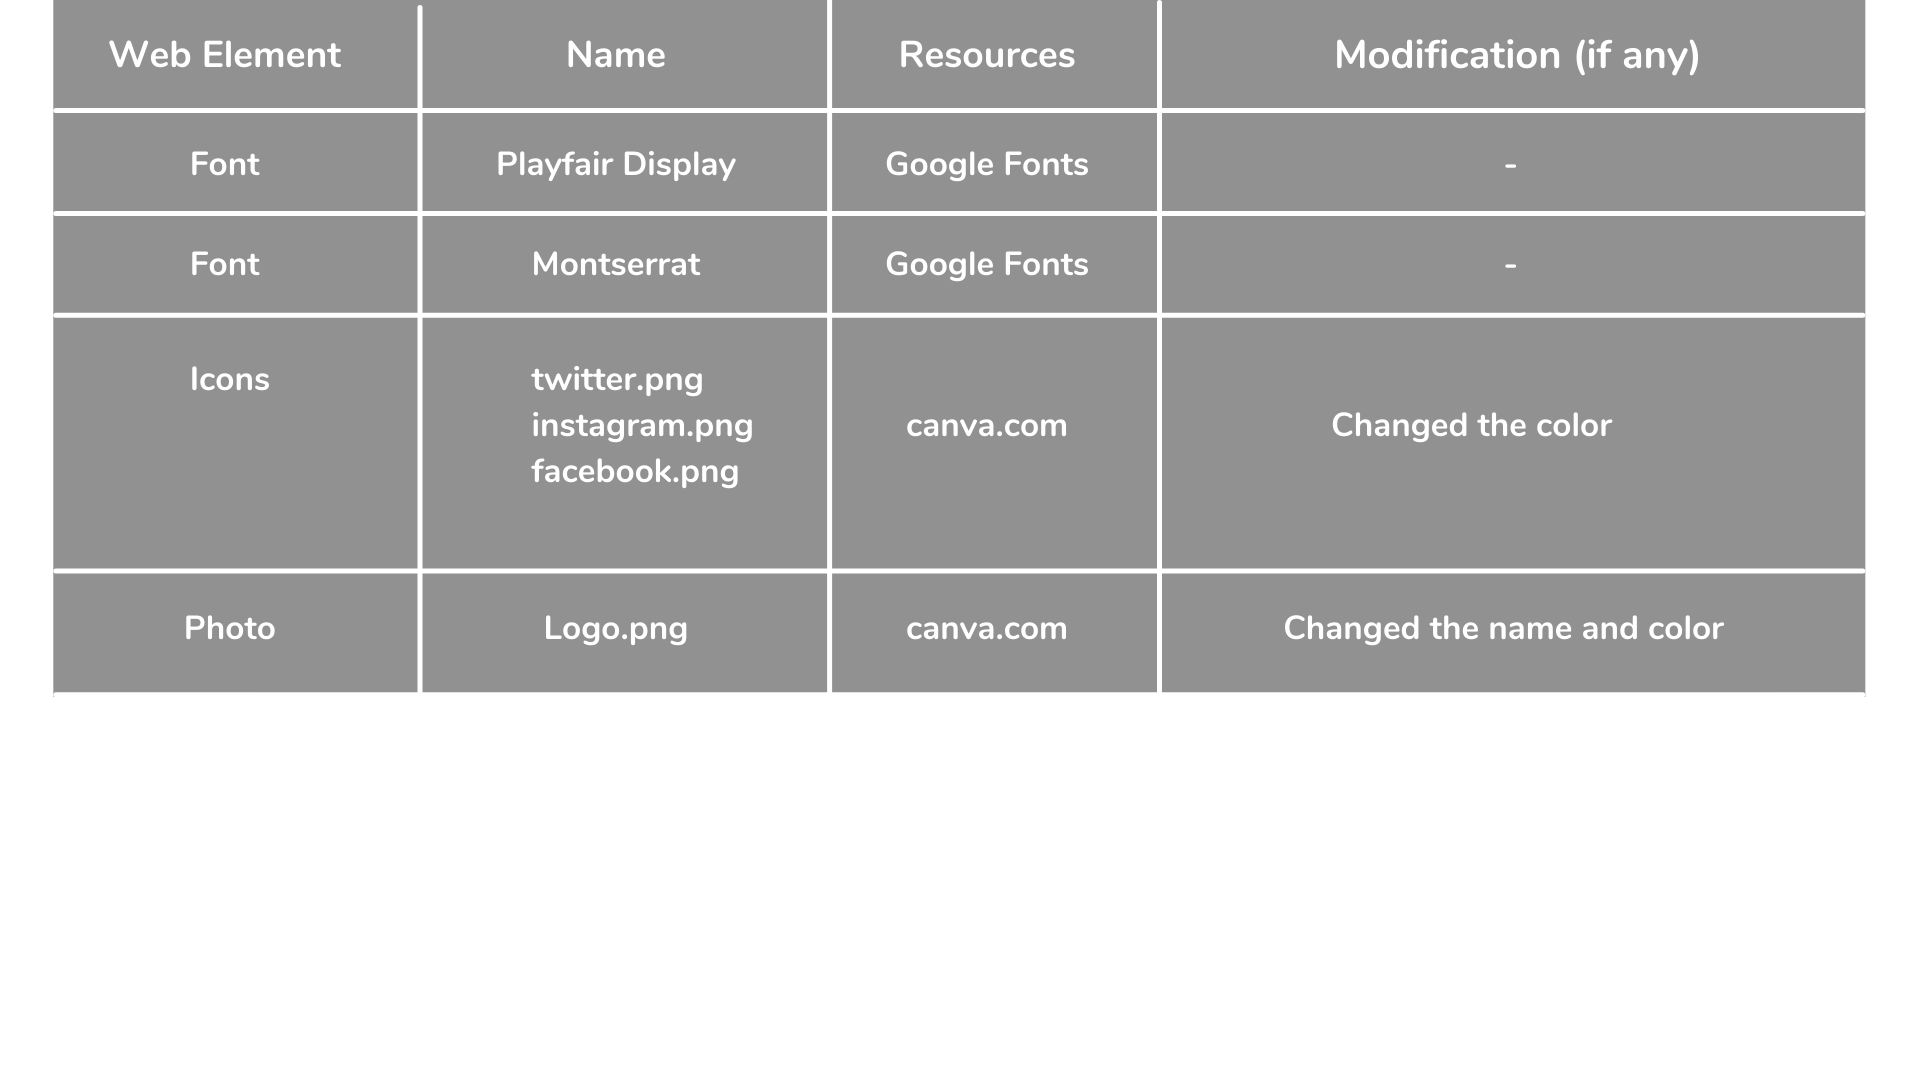 Web Element Name Resources Modification (if any)
Font Playfair Display Google Fonts -
Font Montserrat Google Fonts -
Icons twitter.png
instagram.png canva.com Changed the color
facebook.png
Photo Logo.png canva.com Changed the name and color